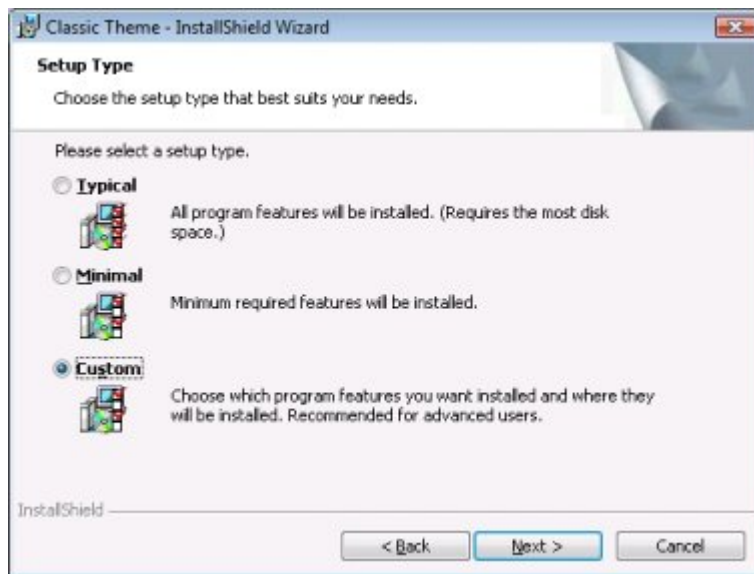 Classic Theme - InstallShield Wizard
Setup Type
Choose the setup type that best suits your needs.
Please select a setup type.
Typical
All program features will be installed. (Requires the most disk
space.)
Minimal
Minimum required features will be installed.
Custom
Choose which program features you want installed and where they
will be installed. Recommended for advanced users.
InstallShield
< Back
Next >
Cancel